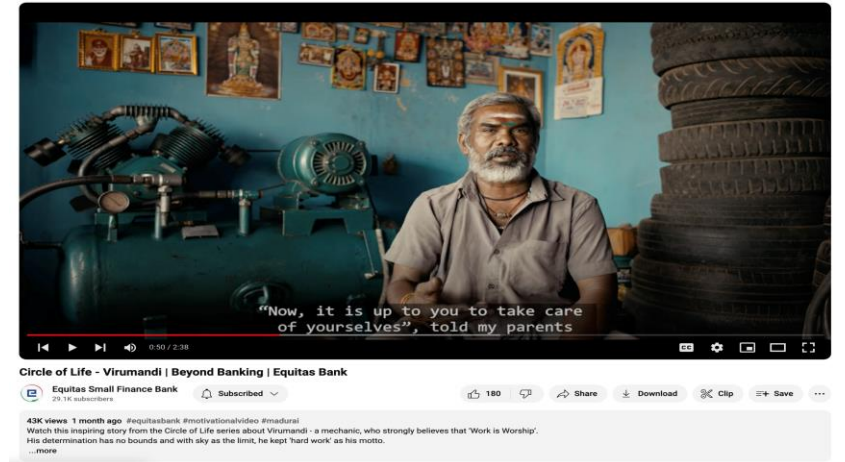 "Now, it is up to you to take care
of yourselves", told my parents
0:50 / 2:38
CC
Circle of Life - Virumandi | Beyond Banking | Equitas Bank
Equitas Small Finance Bank
29.1K subscribers
Subscribed
180
Share
Download
Clip
Save
43K views 1 month ago #equitasbank #motivationalvideo #madurai
Watch this inspiring story from the Circle of Life series about Virumandi - a mechanic, who strongly believes that 'Work is Worship'.
His determination has no bounds and with sky as the limit, he kept 'hard work' as his motto.
...more